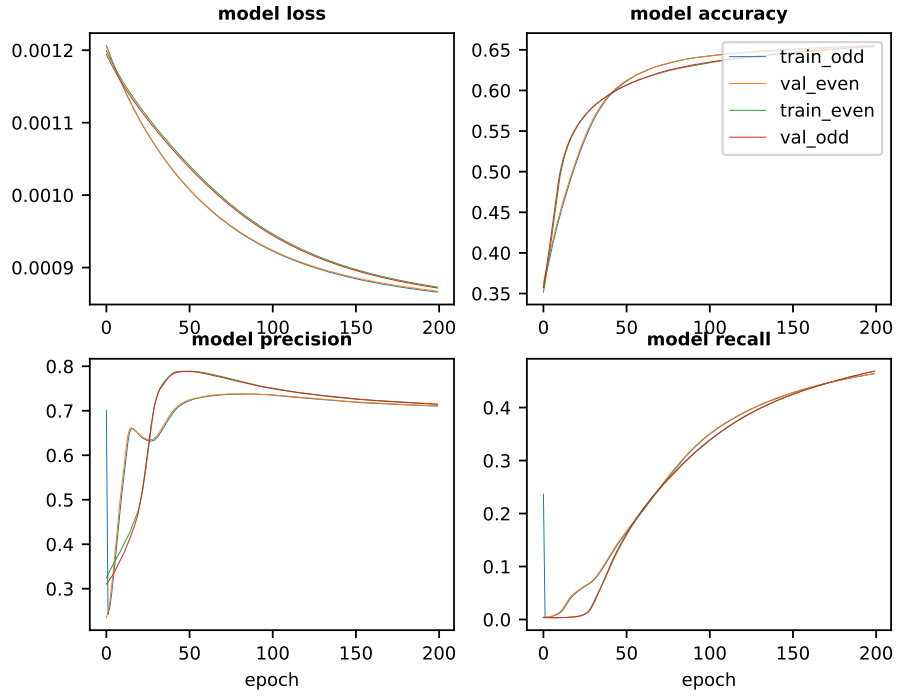 model loss
0.0012
0.0011
0.0010
0.0009
0 50 100 150 200
model accuracy
0.65
0.60
0.55
0.50
0.45
0.40
0.35
0 50 100 150 200
train_odd
val_even
train_even
val_odd
model precision
0.8
0.7
0.6
0.5
0.4
0.3
0 50 100 150 200
epoch
model recall
0.4
0.3
0.2
0.1
0.0
0 50 100 150 200
epoch